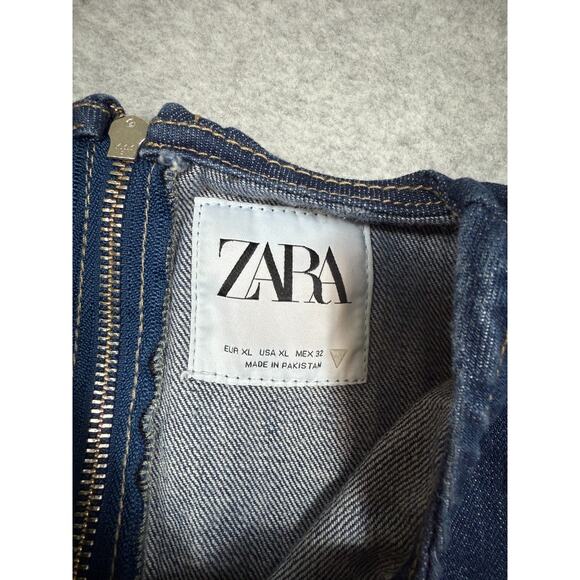 ZARA
EUR XL USA XL MEX 32
MADE IN PAKISTAN